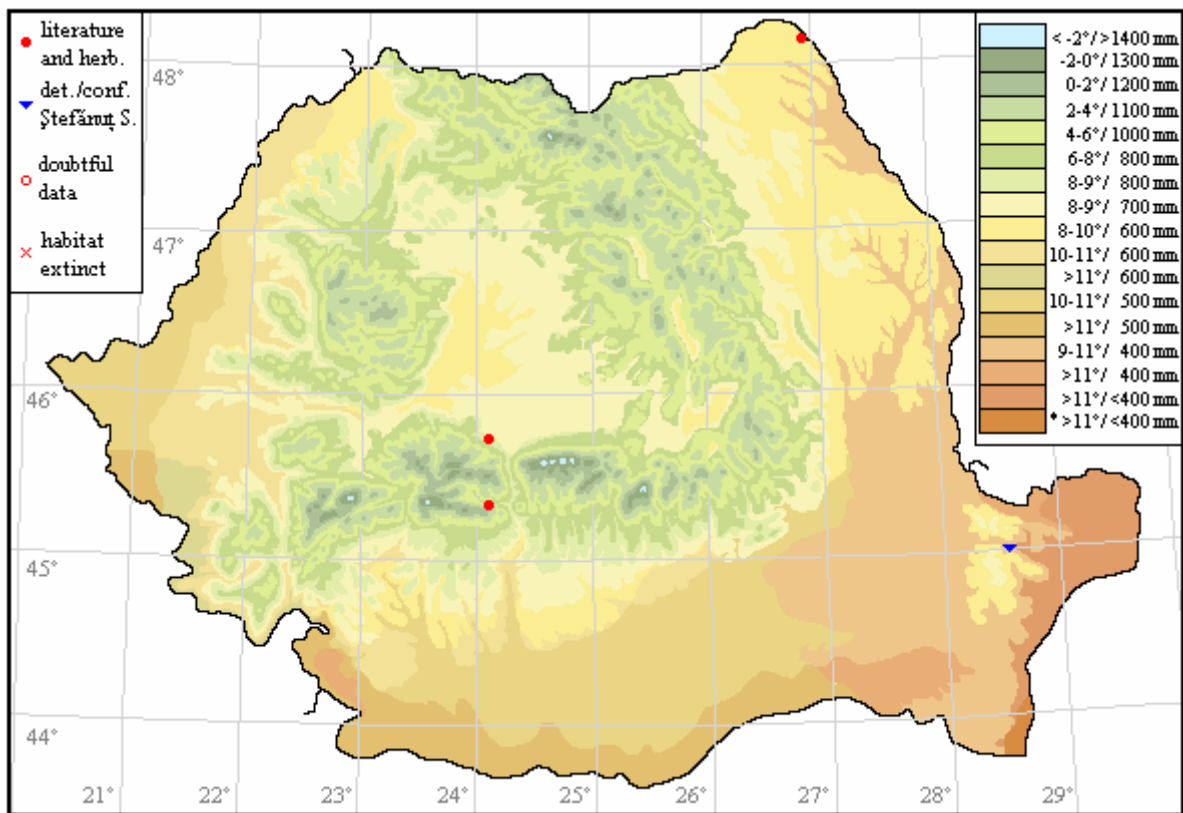 literature
and herb.
det./conf.
Ştefănuţ S.
doubtful
data
habitat
extinct
< -2°/>1400 mm
-2-0°/1300 mm
0-2°/1200 mm
2-4°/1100 mm
4-6°/1000 mm
6-8°/ 800 mm
8-9°/ 800 mm
8-9°/ 700 mm
8-10°/ 600 mm
10-11°/ 600 mm
>11°/ 600 mm
10-11°/ 500 mm
>11°/ 500 mm
9-11°/ 400 mm
>11°/ 400 mm
>11°/<400 mm
* >11°/<400 mm
48°
47°
46°
45°
44°
21° 22° 23° 24° 25° 26° 27° 28° 29°